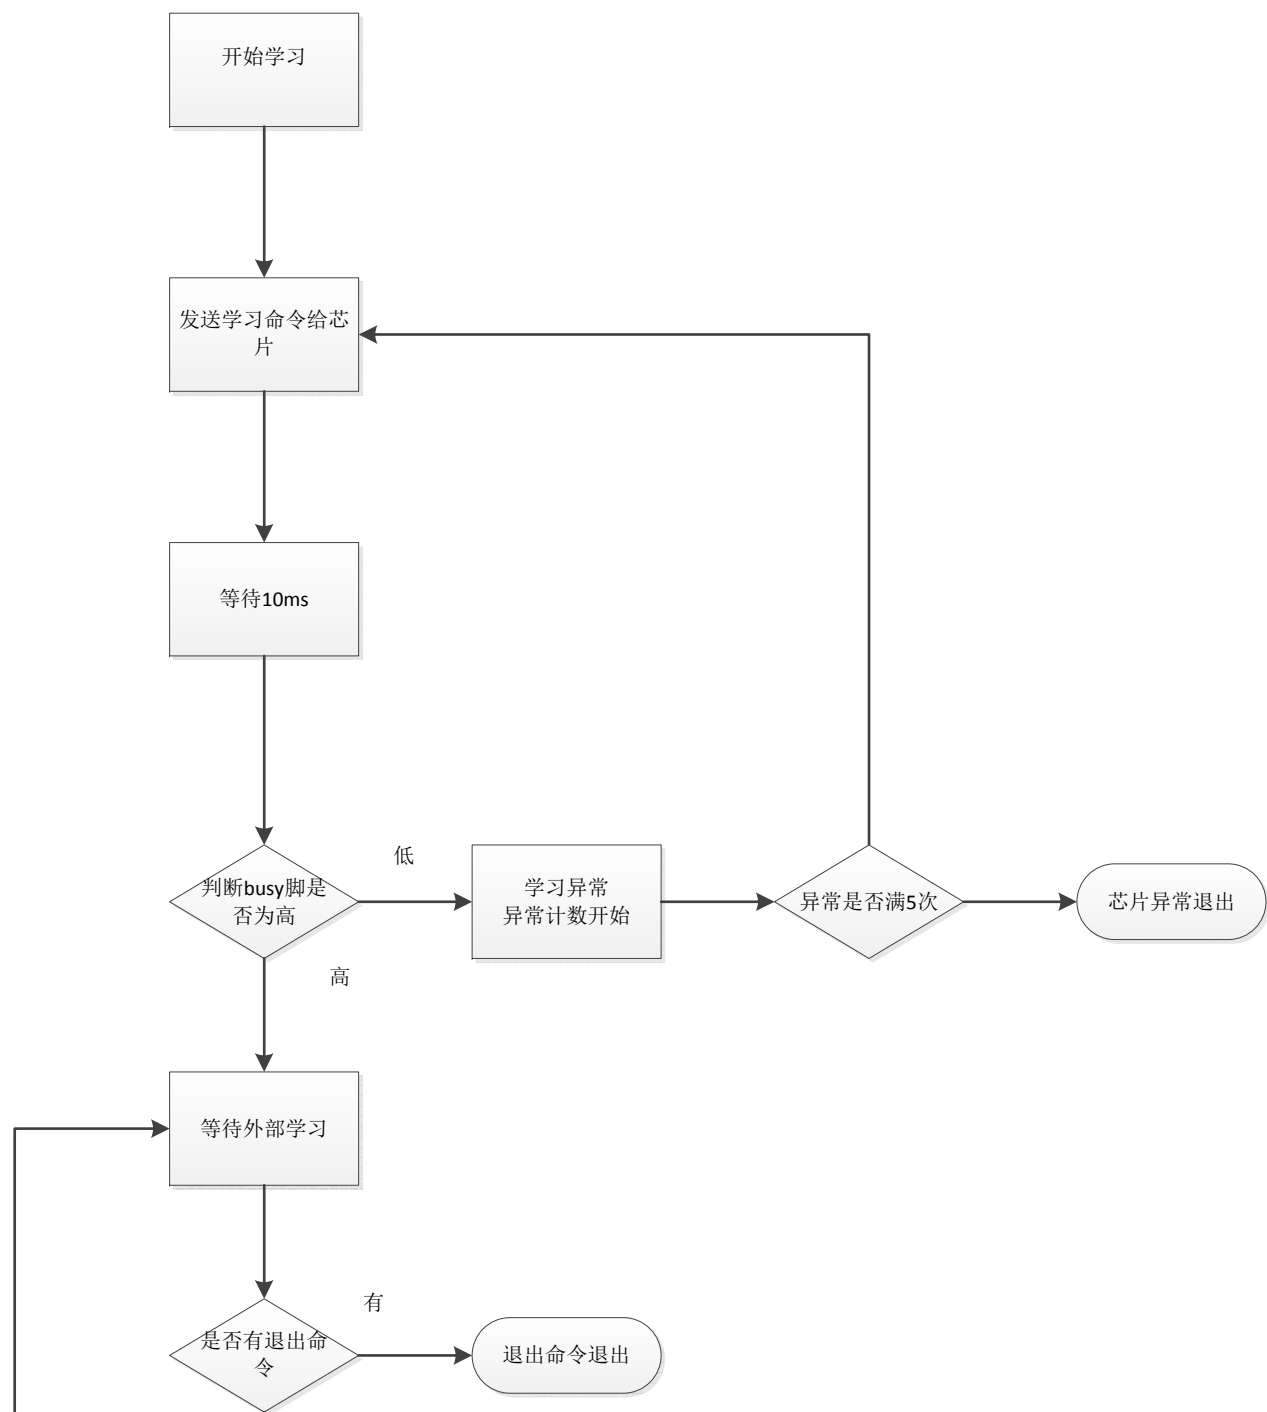 开始学习
发送学习命令给芯
片
等待10ms
判断busy脚是
否为高
低
学习异常
异常计数开始
异常是否满5次
芯片异常退出
高
等待外部学习
是否有退出命
令
有
退出命令退出